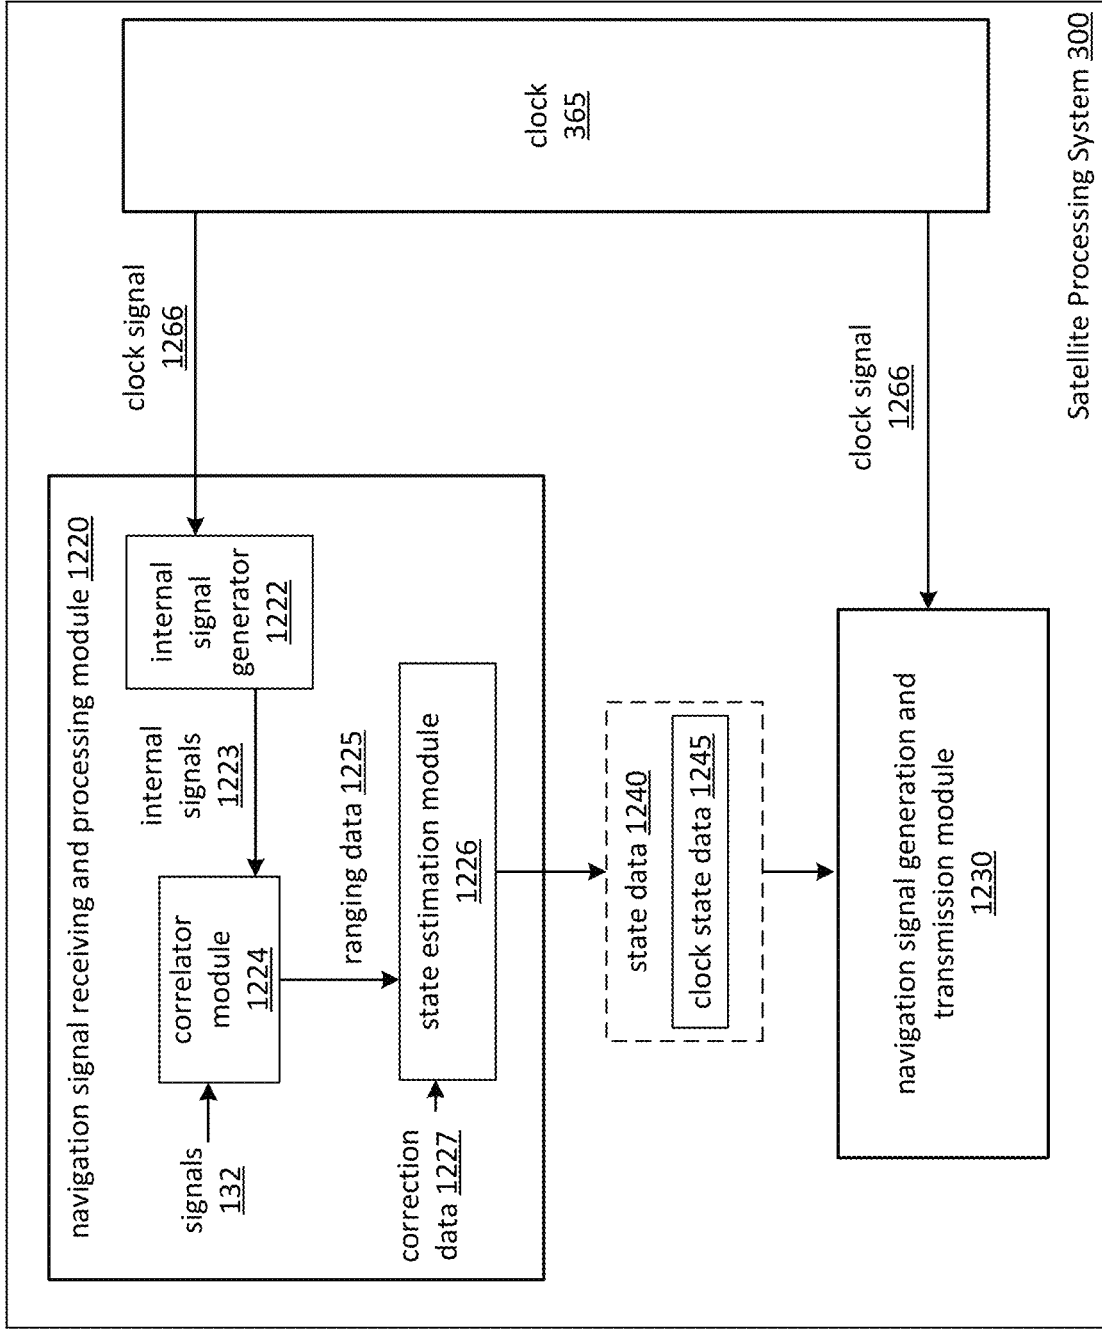 navigation signal receiving and processing module 1220
signals
132
correlator
module
1224
internal
signals
1223
internal
signal
generator
1222
clock signal
1266
clock
365
correction
data 1227
ranging data 1225
state estimation module
1226
state data 1240
clock state data 1245
clock signal
1266
navigation signal generation and
transmission module
1230
Satellite Processing System 300